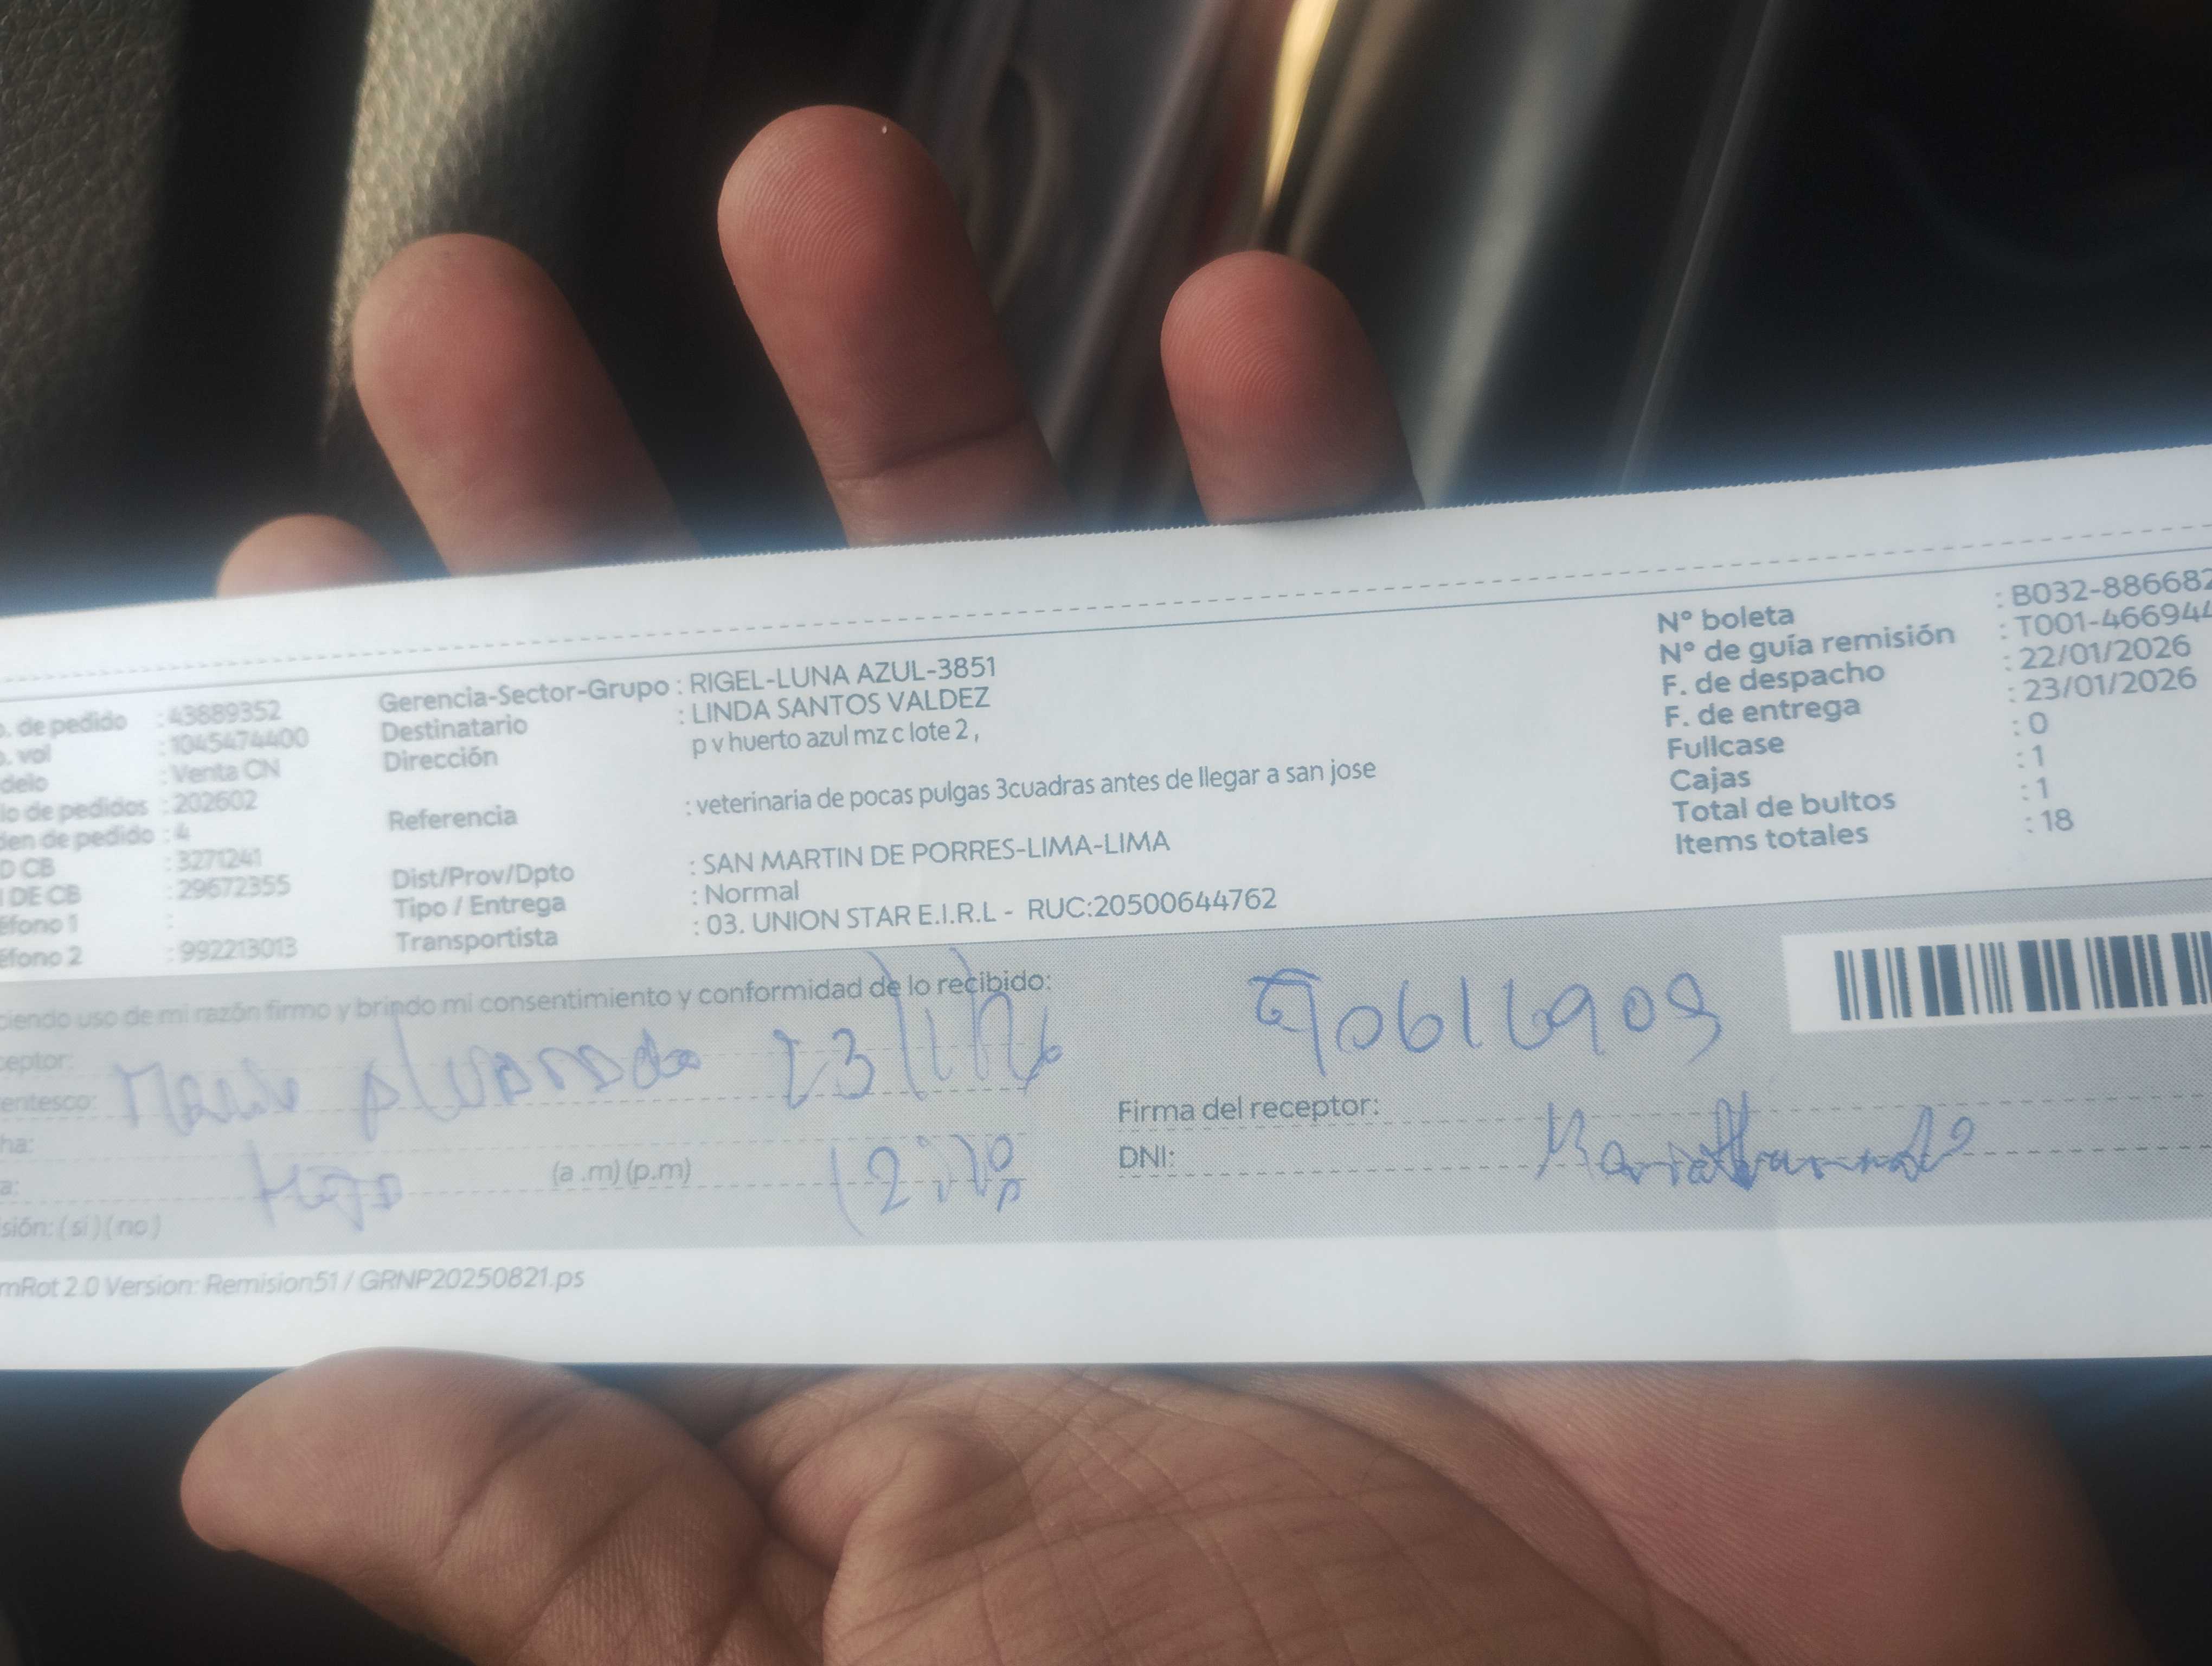 Gerencia-Sector-Grupo : RIGEL-LUNA AZUL-3851
Destinatario : LINDA SANTOS VALDEZ
Dirección p v huerto azul mz c lote 2 ,
Referencia : veterinaria de pocas pulgas 3cuadras antes de llegar a san jose
Dist/Prov/Dpto : SAN MARTIN DE PORRES-LIMA-LIMA
Tipo / Entrega : Normal
Transportista : 03. UNION STAR E.I.R.L - RUC:20500644762
. de pedido : 43889352
. vol : 1045474400
delo : Venta CN
lo de pedidos : 202602
den de pedido : 4
D CB : 3271241
I DE CB : 29672355
éfono 1 :
éfono 2 : 992213013
N° boleta : B032-886682
N° de guía remisión : T001-466944
F. de despacho : 22/01/2026
F. de entrega : 23/01/2026
Fullcase : 0
Cajas : 1
Total de bultos : 1
Items totales : 18
ciendo uso de mi razón firmo y brindo mi consentimiento y conformidad de lo recibido:
ceptor:
entesco:
ha:
a: (a .m) (p.m)
sión: ( si ) ( no )
23/1/26
Firma del receptor:
DNI:
mRot 2.0 Version: Remision51 / GRNP20250821.ps